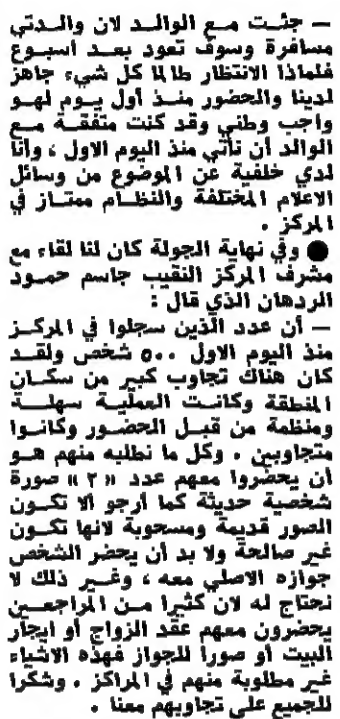 — جئت مع الوالد لان والدتي
مسافرة وسوف تعود بعد اسبوع
فلماذا الانتظار طالما كل شيء جاهز
لدينا والحضور منذ أول يوم لهو
واجب وطني وقد كنت متفقة مع
الوالد أن نأتي منذ اليوم الاول ، وأنا
لدي خلفية عن الموضوع من وسائل
الاعلام المختلفة والنظام ممتاز في
المركز .
● وفي نهاية الجولة كان لنا لقاء مع
مشرف المركز النقيب جاسم حمود
الردهان الذي قال :
— أن عدد الذين سجلوا في المركز
منذ اليوم الاول ٥٠٠ شخص ولقد
كان هناك تجاوب كبير من سكان
المنطقة وكانت العملية سهلة
ومنظمة من قبل الحضور وكانوا
متجاوبين . وكل ما نطلبه منهم هو
أن يحضروا معهم عدد «٢» صورة
شخصية حديثة كما أرجو ألا تكون
الصور قديمة ومسحوبة لانها تكون
غير صالحة ولا بد أن يحضر الشخص
جوازه الاصلي معه ، وغير ذلك لا
نحتاج له لان كثيرا من المراجعين
يحضرون معهم عقد الزواج أو ايجار
البيت أو صورا للجواز فهذه الاشياء
غير مطلوبة منهم في المراكز . وشكرا
للجميع على تجاوبهم معنا .